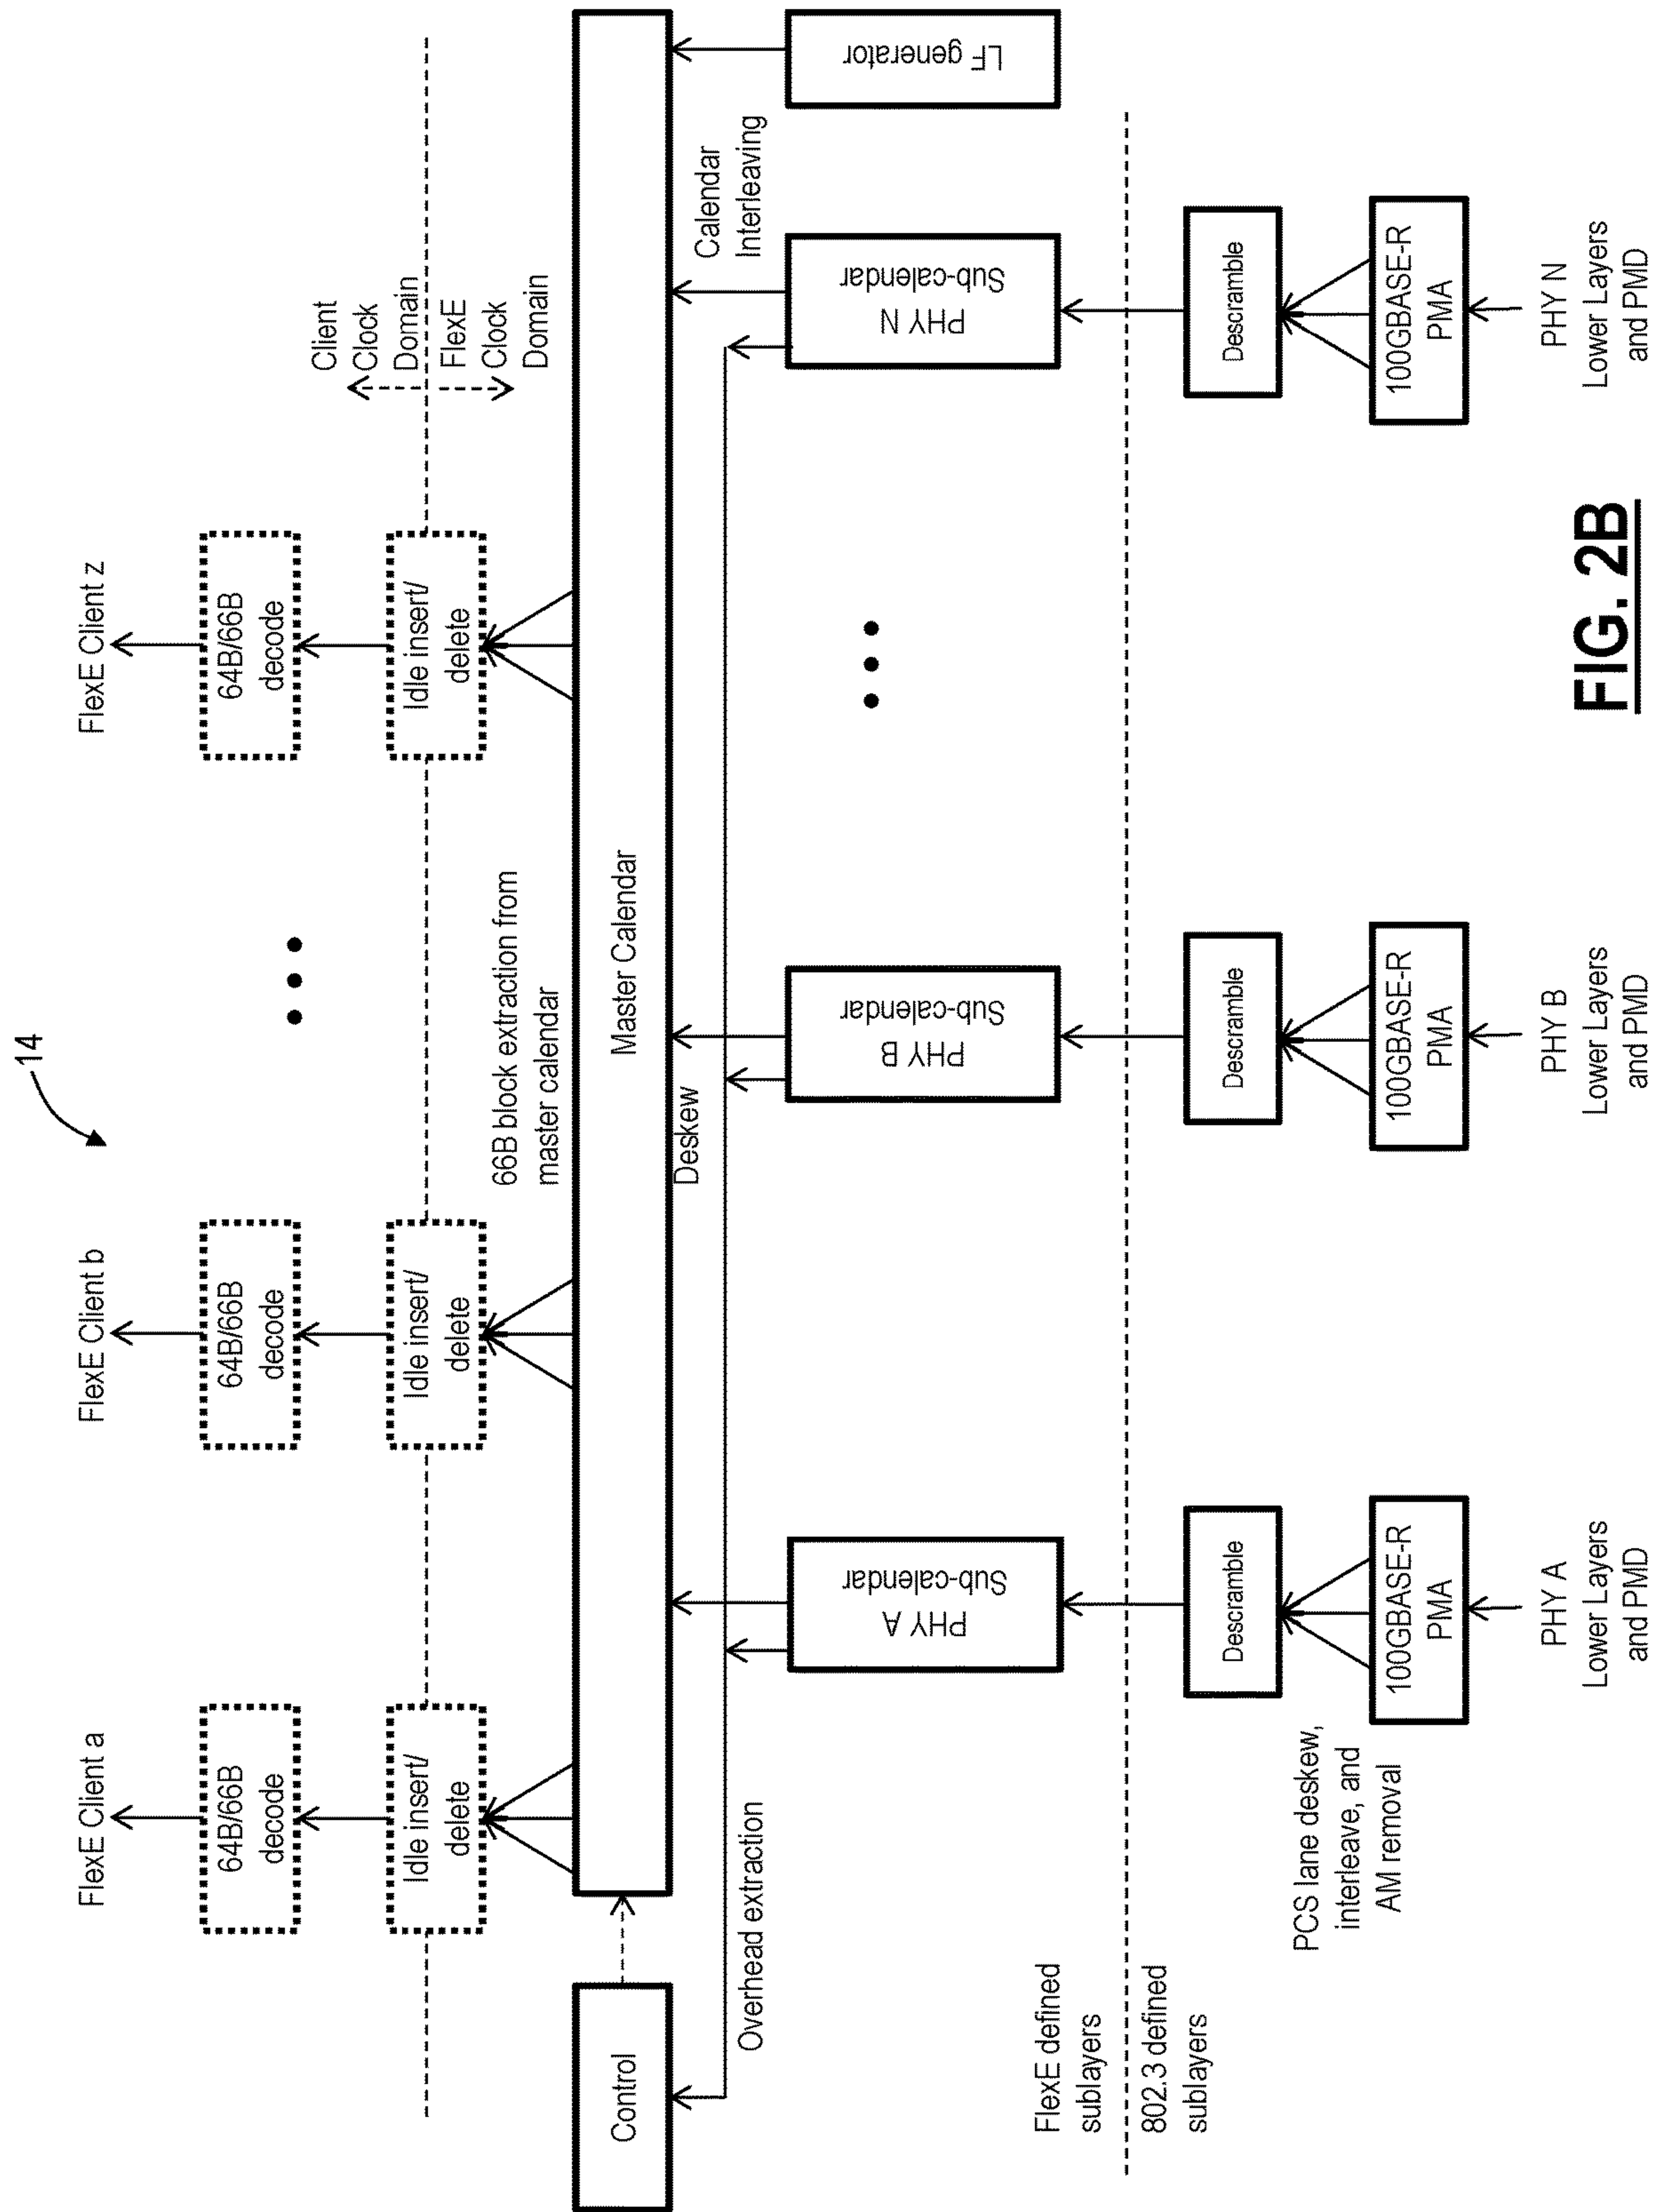 14
FlexE Client a
FlexE Client b
FlexE Client z
64B/66B
decode
64B/66B
decode
64B/66B
decode
Client
Clock
Domain
Idle insert/
delete
Idle insert/
delete
Idle insert/
delete
FlexE
Clock
Domain
66B block extraction from
master calendar
Control
Master Calendar
Deskew
Calendar
Interleaving
Overhead extraction
PHY A
Sub-calendar
PHY B
Sub-calendar
PHY N
Sub-calendar
LF generator
FlexE defined
sublayers
802.3 defined
sublayers
Descramble
Descramble
Descramble
PCS lane deskew,
interleave, and
AM removal
100GBASE-R
PMA
100GBASE-R
PMA
100GBASE-R
PMA
PHY A
Lower Layers
and PMD
PHY B
Lower Layers
and PMD
PHY N
Lower Layers
and PMD
FIG. 2B